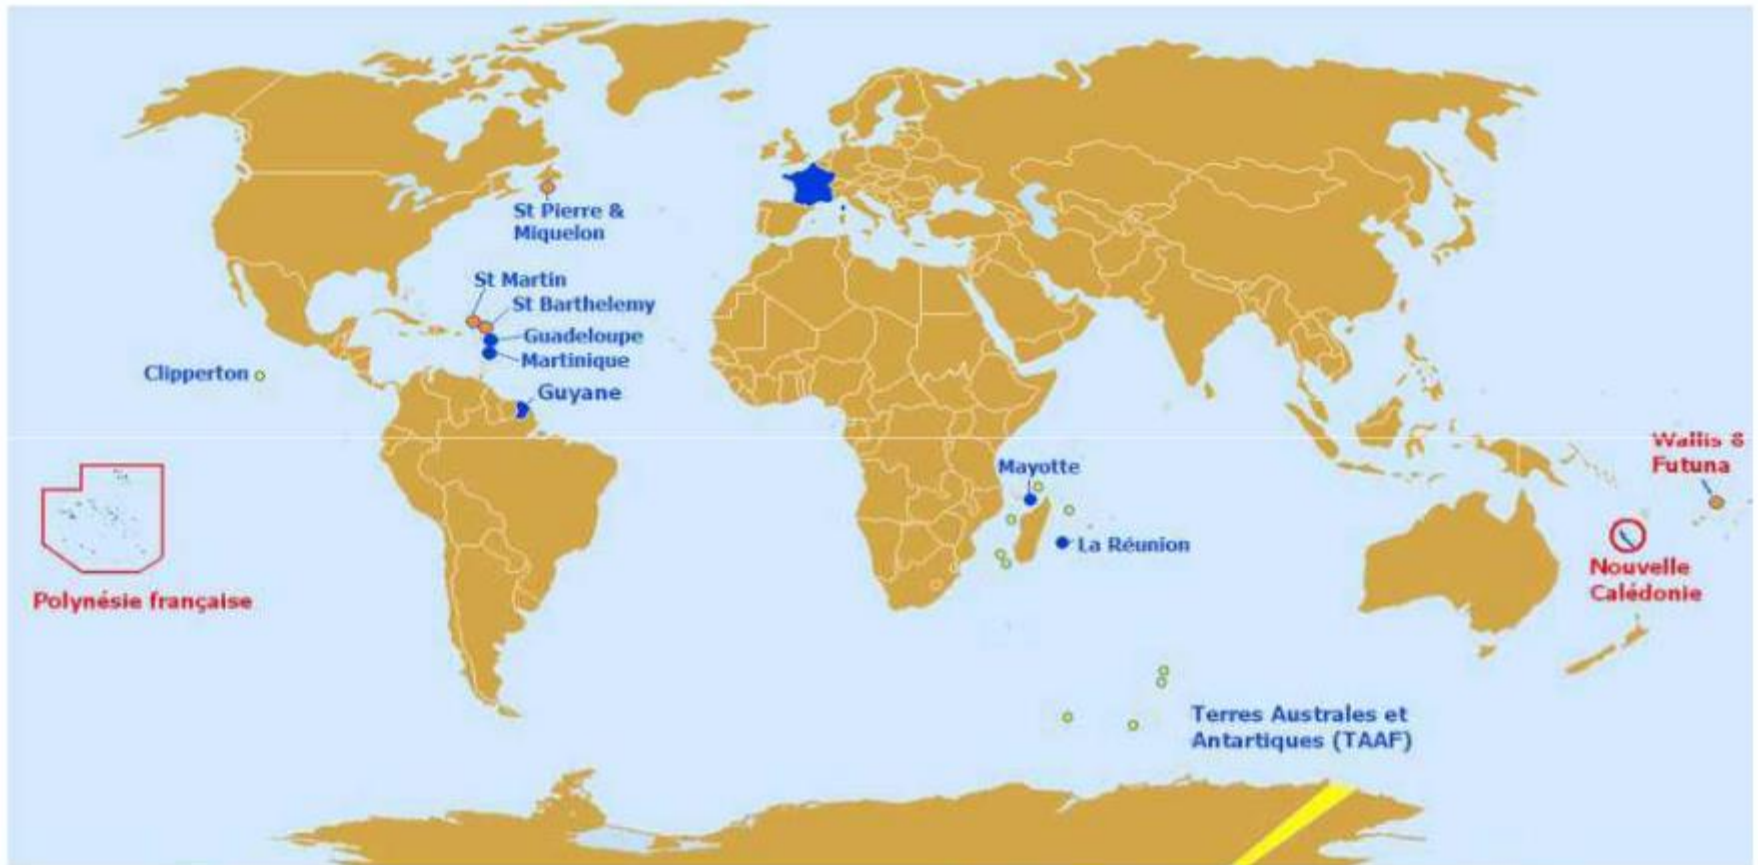 St Pierre &
Miquelon
St Martin
St Barthelemy
Guadeloupe
Martinique
Clipperton
Guyane
Wallis &
Futuna
Mayotte
La Réunion
Nouvelle
Calédonie
Polynésie française
Terres Australes et
Antartiques (TAAF)